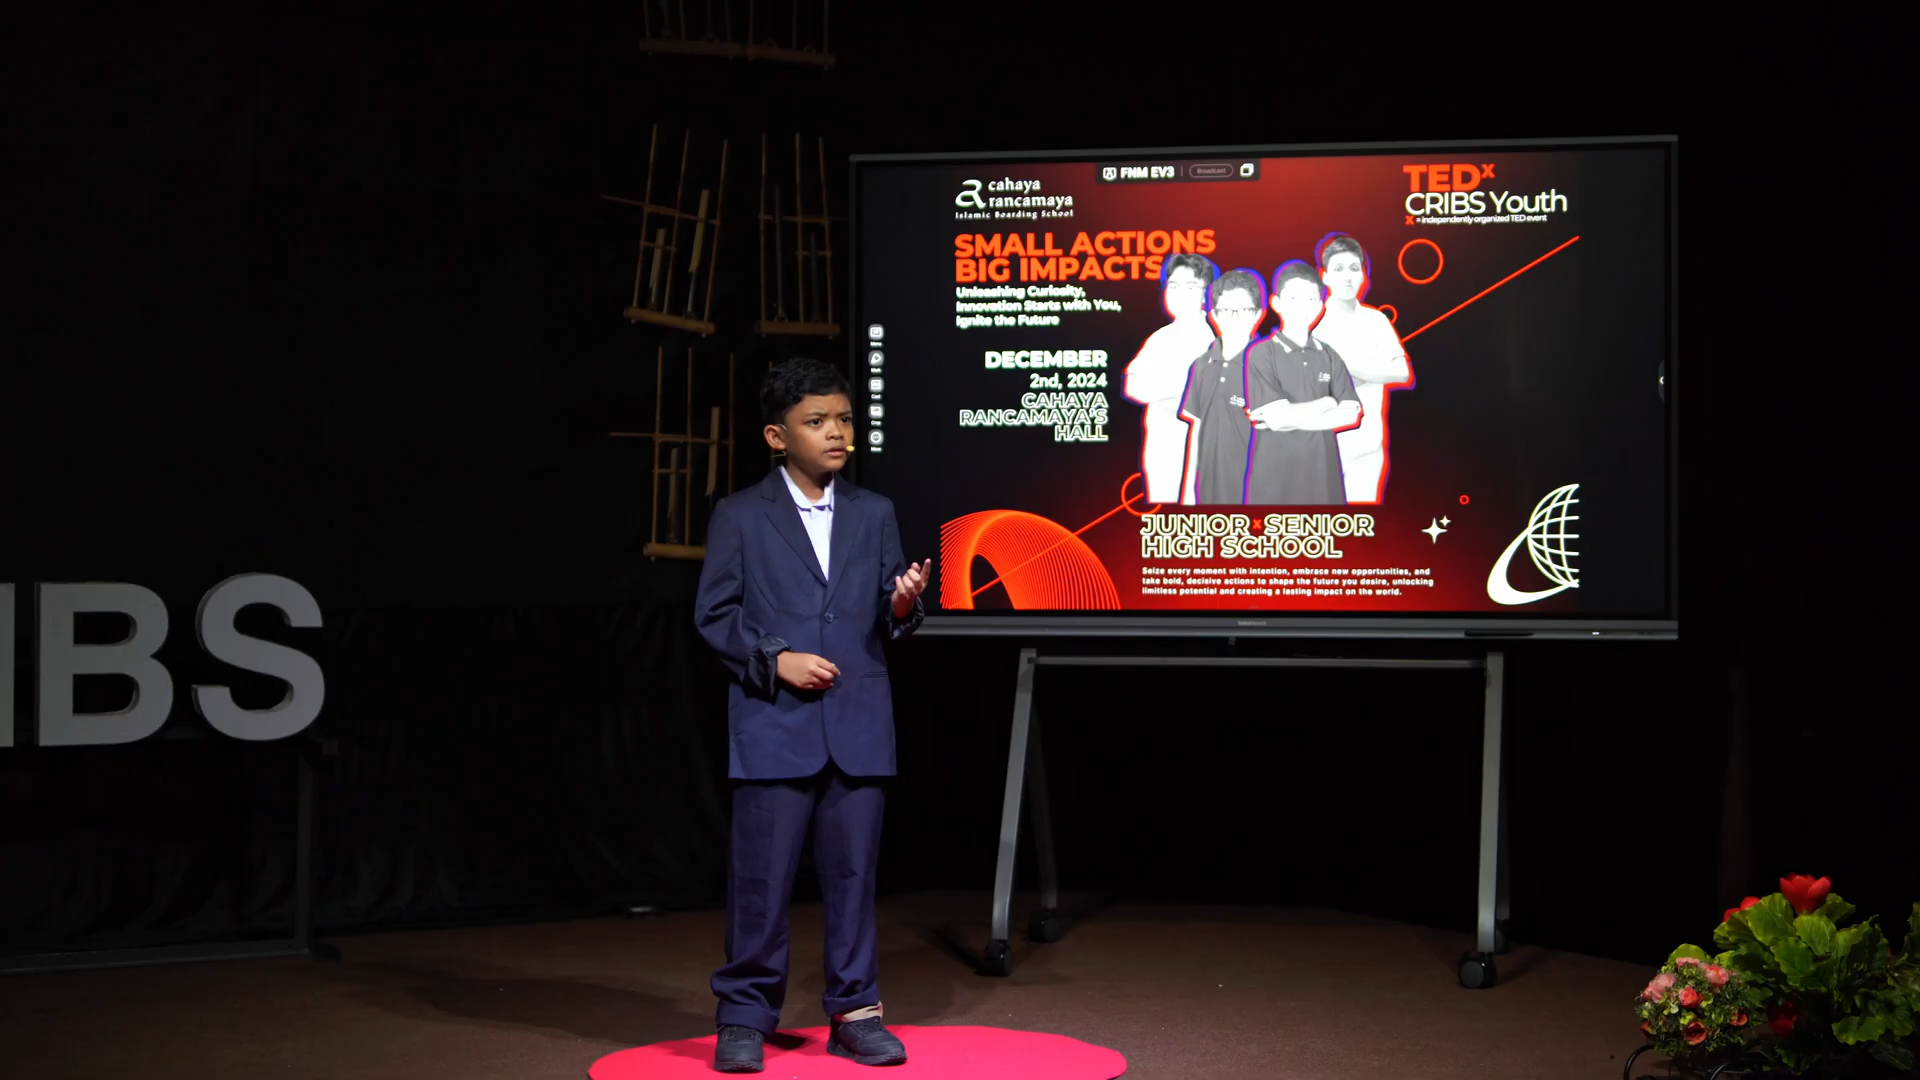 IBS
FNM EV3
Broadcast
cahaya
rancamaya
Islamic Boarding School
TEDx
CRIBS Youth
x = independently organized TED event
SMALL ACTIONS
BIG IMPACTS
Unleashing Curiosity,
Innovation Starts with You,
Ignite the Future
DECEMBER
2nd, 2024
CAHAYA
RANCAMAYA'S
HALL
JUNIOR x SENIOR
HIGH SCHOOL
Seize every moment with intention, embrace new opportunities, and
take bold, decisive actions to shape the future you desire, unlocking
limitless potential and creating a lasting impact on the world.